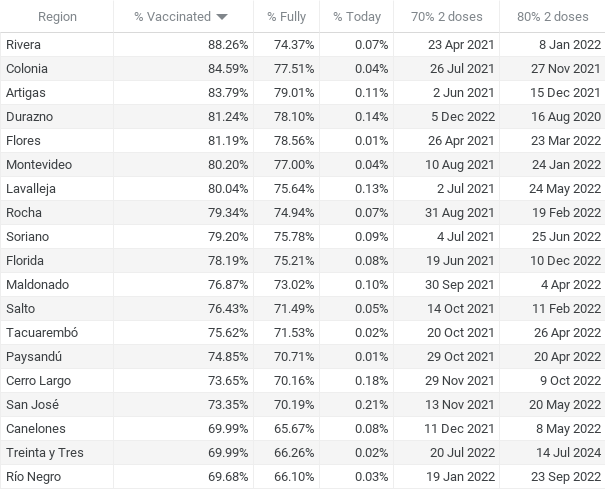 Region % Vaccinated % Fully % Today 70% 2 doses 80% 2 doses
Rivera 88.26% 74.37% 0.07% 23 Apr 2021 8 Jan 2022
Colonia 84.59% 77.51% 0.04% 26 Jul 2021 27 Nov 2021
Artigas 83.79% 79.01% 0.11% 2 Jun 2021 15 Dec 2021
Durazno 81.24% 78.10% 0.14% 5 Dec 2022 16 Aug 2020
Flores 81.19% 78.56% 0.01% 26 Apr 2021 23 Mar 2022
Montevideo 80.20% 77.00% 0.04% 10 Aug 2021 24 Jan 2022
Lavalleja 80.04% 75.64% 0.13% 2 Jul 2021 24 May 2022
Rocha 79.34% 74.94% 0.07% 31 Aug 2021 19 Feb 2022
Soriano 79.20% 75.78% 0.09% 4 Jul 2021 25 Jun 2022
Florida 78.19% 75.21% 0.08% 19 Jun 2021 10 Dec 2022
Maldonado 76.87% 73.02% 0.10% 30 Sep 2021 4 Apr 2022
Salto 76.43% 71.49% 0.05% 14 Oct 2021 11 Feb 2022
Tacuarembó 75.62% 71.53% 0.02% 20 Oct 2021 26 Apr 2022
Paysandú 74.85% 70.71% 0.01% 29 Oct 2021 20 Apr 2022
Cerro Largo 73.65% 70.16% 0.18% 29 Nov 2021 9 Oct 2022
San José 73.35% 70.19% 0.21% 13 Nov 2021 20 May 2022
Canelones 69.99% 65.67% 0.08% 11 Dec 2021 8 May 2022
Treinta y Tres 69.99% 66.26% 0.02% 20 Jul 2022 14 Jul 2024
Río Negro 69.68% 66.10% 0.03% 19 Jan 2022 23 Sep 2022